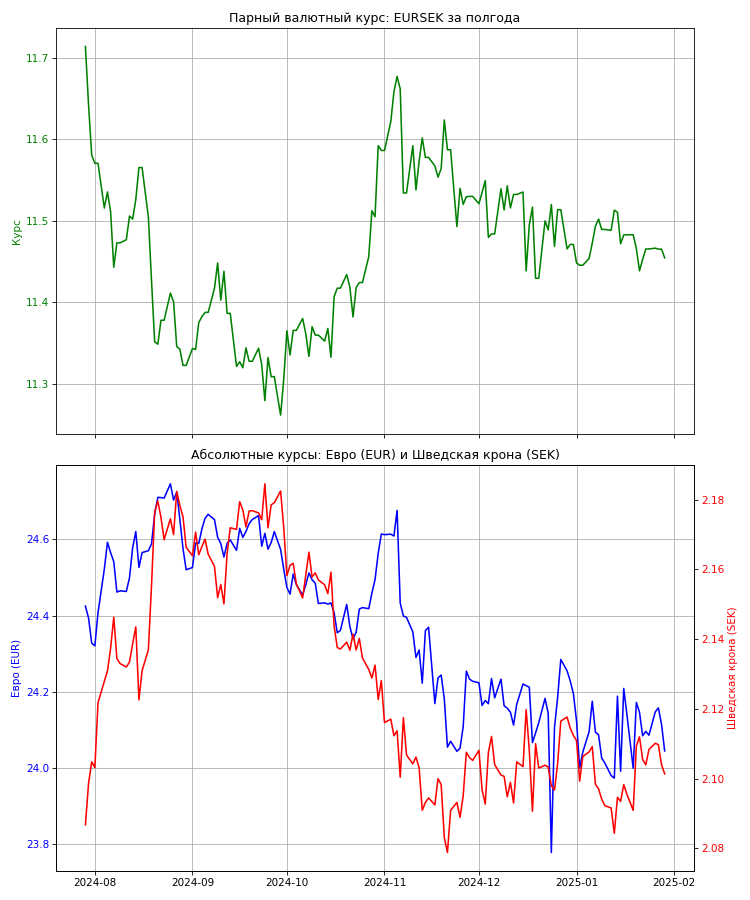 Парный валютный курс: EURSEK за полгода
11.7
11.6
11.5
11.4
11.3
Курс
Абсолютные курсы: Евро (EUR) и Шведская крона (SEK)
24.6
24.4
24.2
24.0
23.8
Евро (EUR)
2.18
2.16
2.14
2.12
2.10
2.08
Шведская крона (SEK)
2024-08 2024-09 2024-10 2024-11 2024-12 2025-01 2025-02